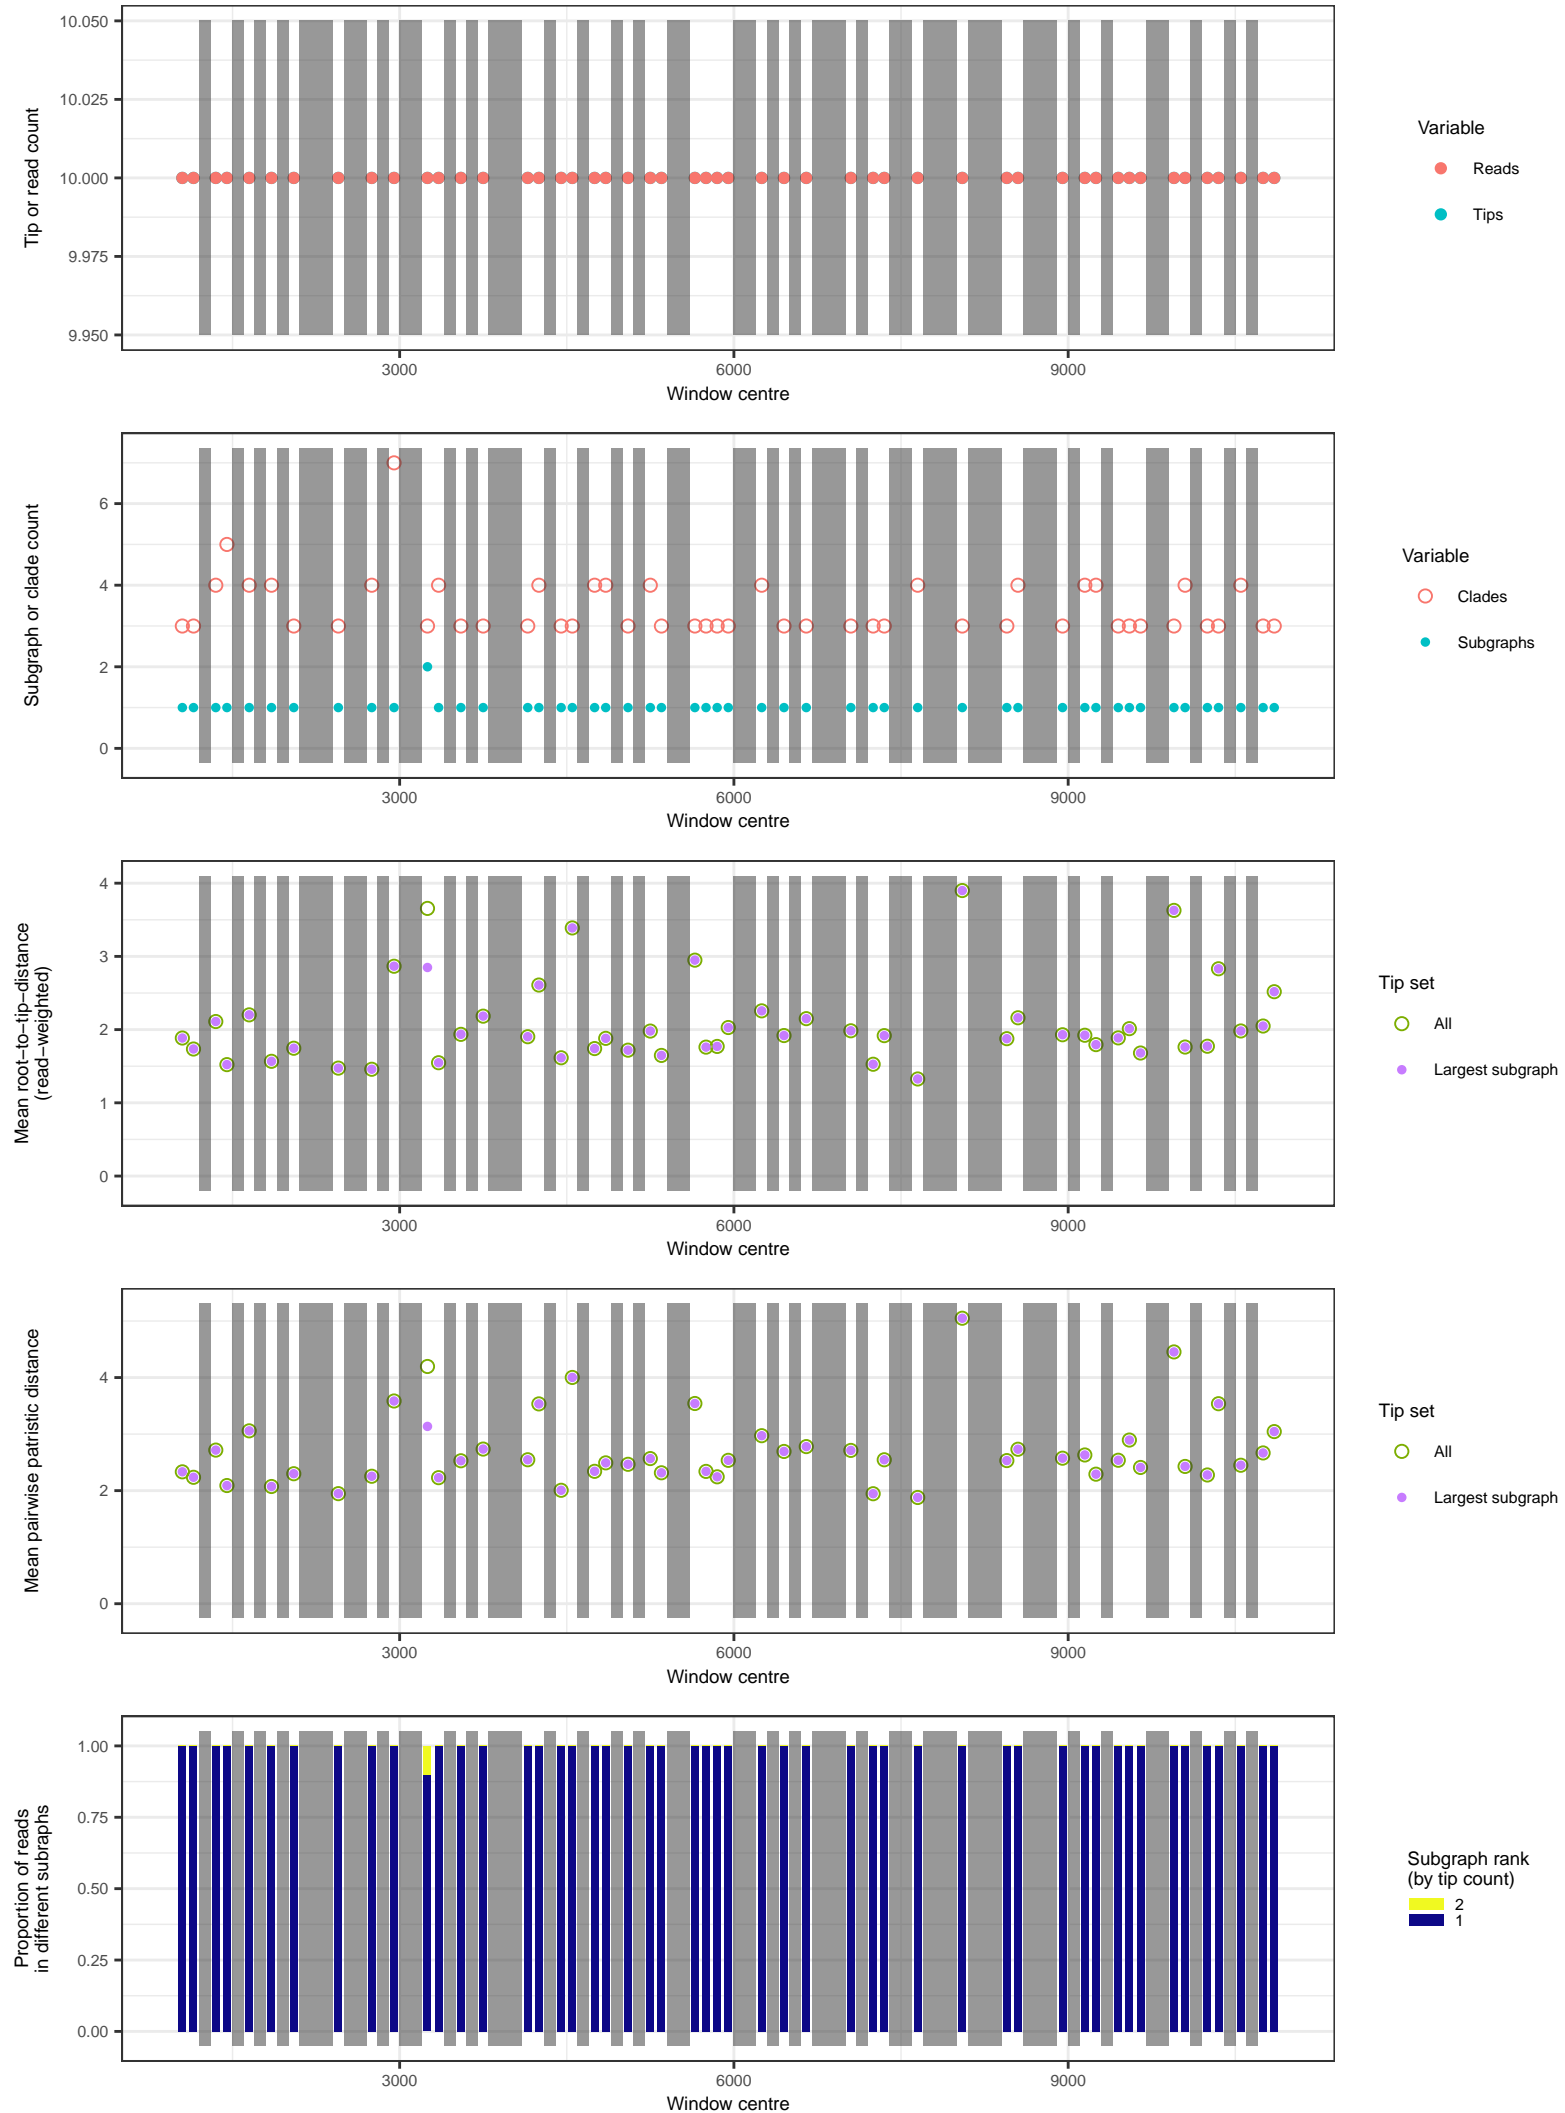 10.050
10.025
10.000
9.975
9.950
Tip or read count
3000
6000
9000
Window centre
Variable
Reads
Tips
6
4
2
0
Subgraph or clade count
3000
6000
9000
Window centre
Variable
Clades
Subgraphs
4
3
2
1
0
Mean root−to−tip−distance
(read−weighted)
3000
6000
9000
Window centre
Tip set
All
Largest subgraph
4
2
0
Mean pairwise patristic distance
3000
6000
9000
Window centre
Tip set
All
Largest subgraph
1.00
0.75
0.50
0.25
0.00
Proportion of reads
in different subraphs
3000
6000
9000
Window centre
Subgraph rank
(by tip count)
2
1